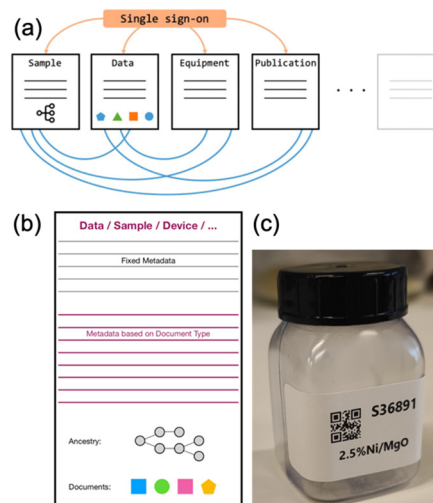 (a)
Single sign-on
Sample
Data
Equipment
Publication
. . .
(b)
Data / Sample / Device / ...
Fixed Metadata
Metadata based on Document Type
Ancestry:
Documents:
(c)
S36891
2.5%Ni/MgO